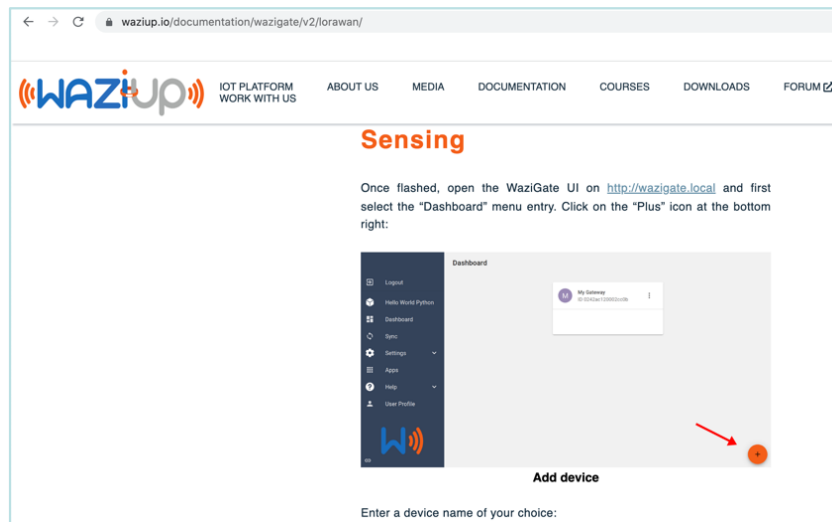 waziup.io/documentation/wazigate/v2/lorawan/
WAZIUP
IOT PLATFORM ABOUT US MEDIA DOCUMENTATION COURSES DOWNLOADS FORUM
WORK WITH US
Sensing
Once flashed, open the WaziGate UI on http://wazigate.local and first
select the “Dashboard” menu entry. Click on the “Plus” icon at the bottom
right:
Dashboard
Logout
M My Gateway
Hello World Python
Dashboard
Sync
Settings
Apps
Help
User Profile
W
Add device
Enter a device name of your choice: